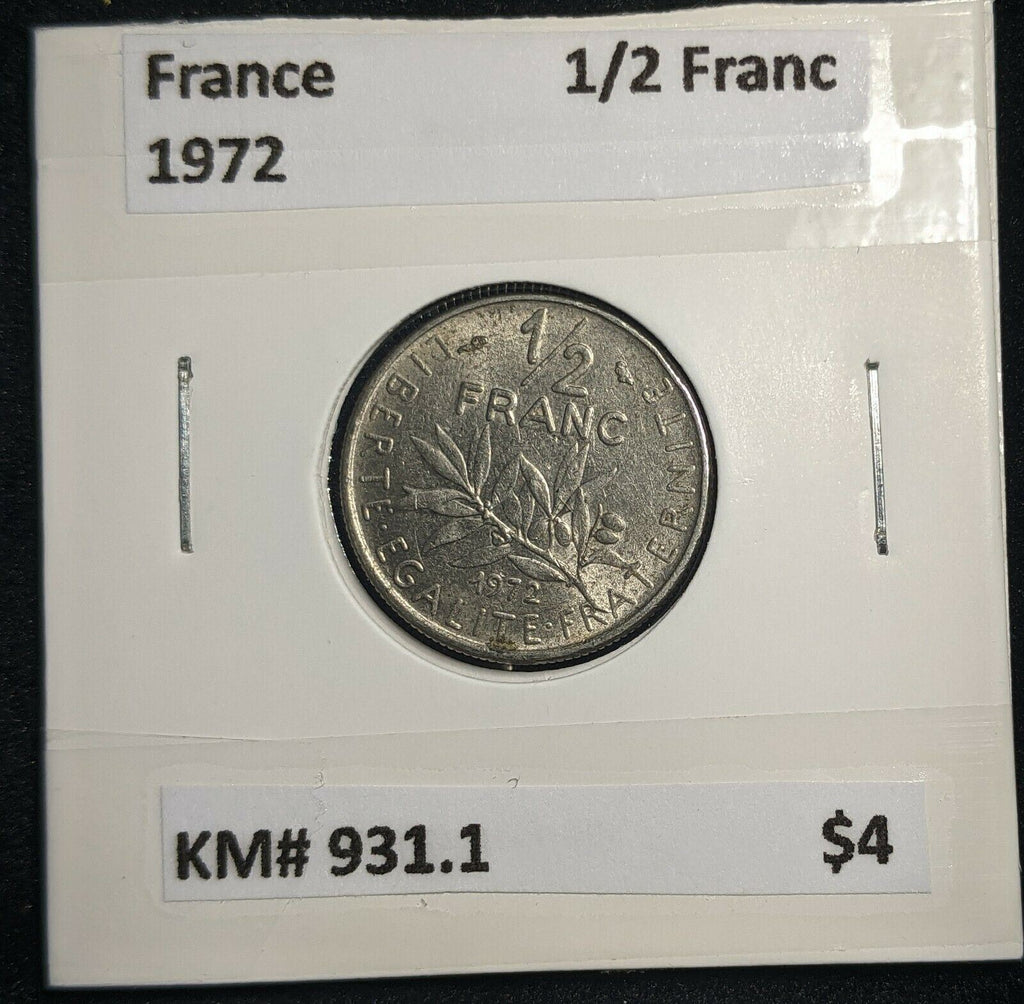 France 1/2 Franc
1972
1/2
FRANC
1972
LIBERTE·EGALITE·FRATERNITE
KM# 931.1 $4